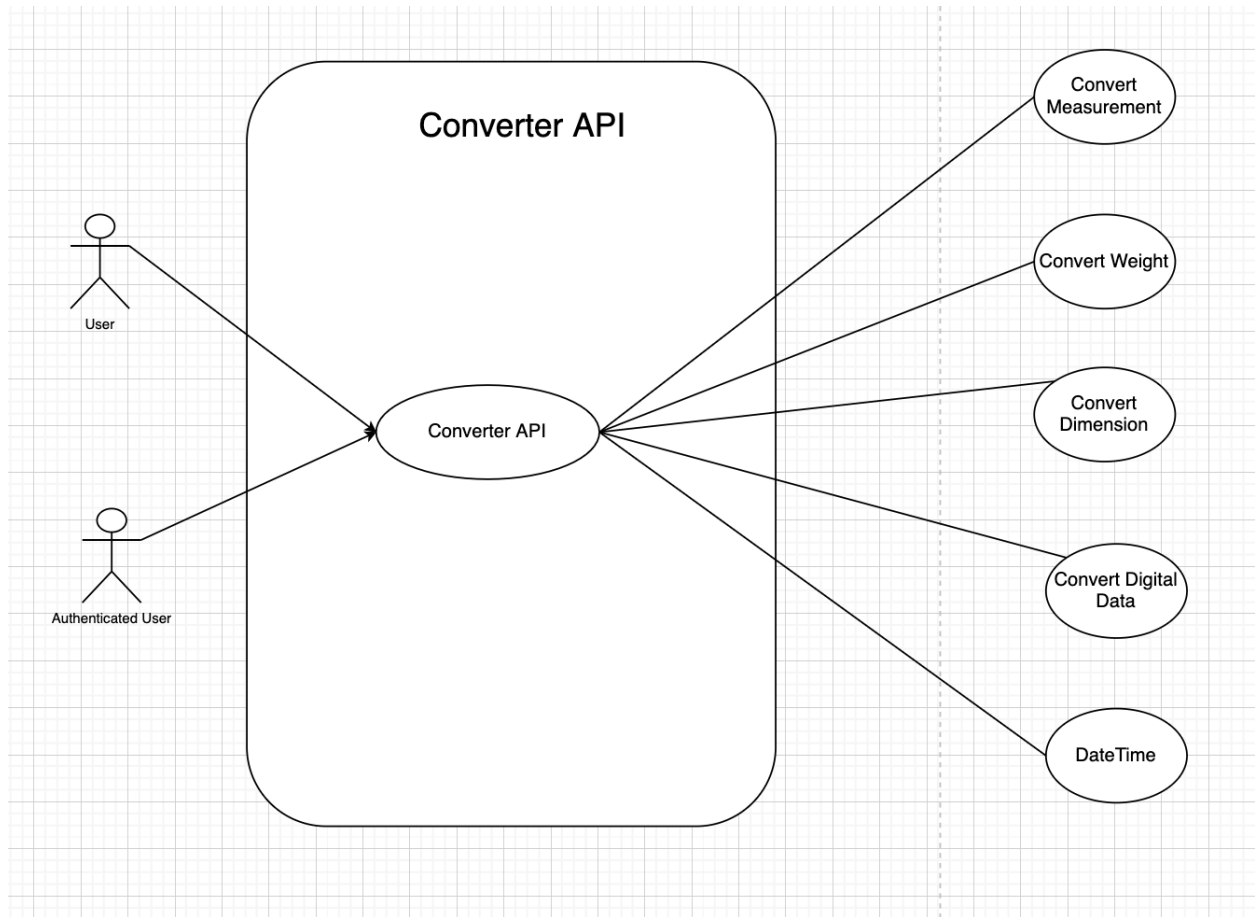 Converter API
User
Authenticated User
Converter API
Convert
Measurement
Convert Weight
Convert
Dimension
Convert Digital
Data
DateTime